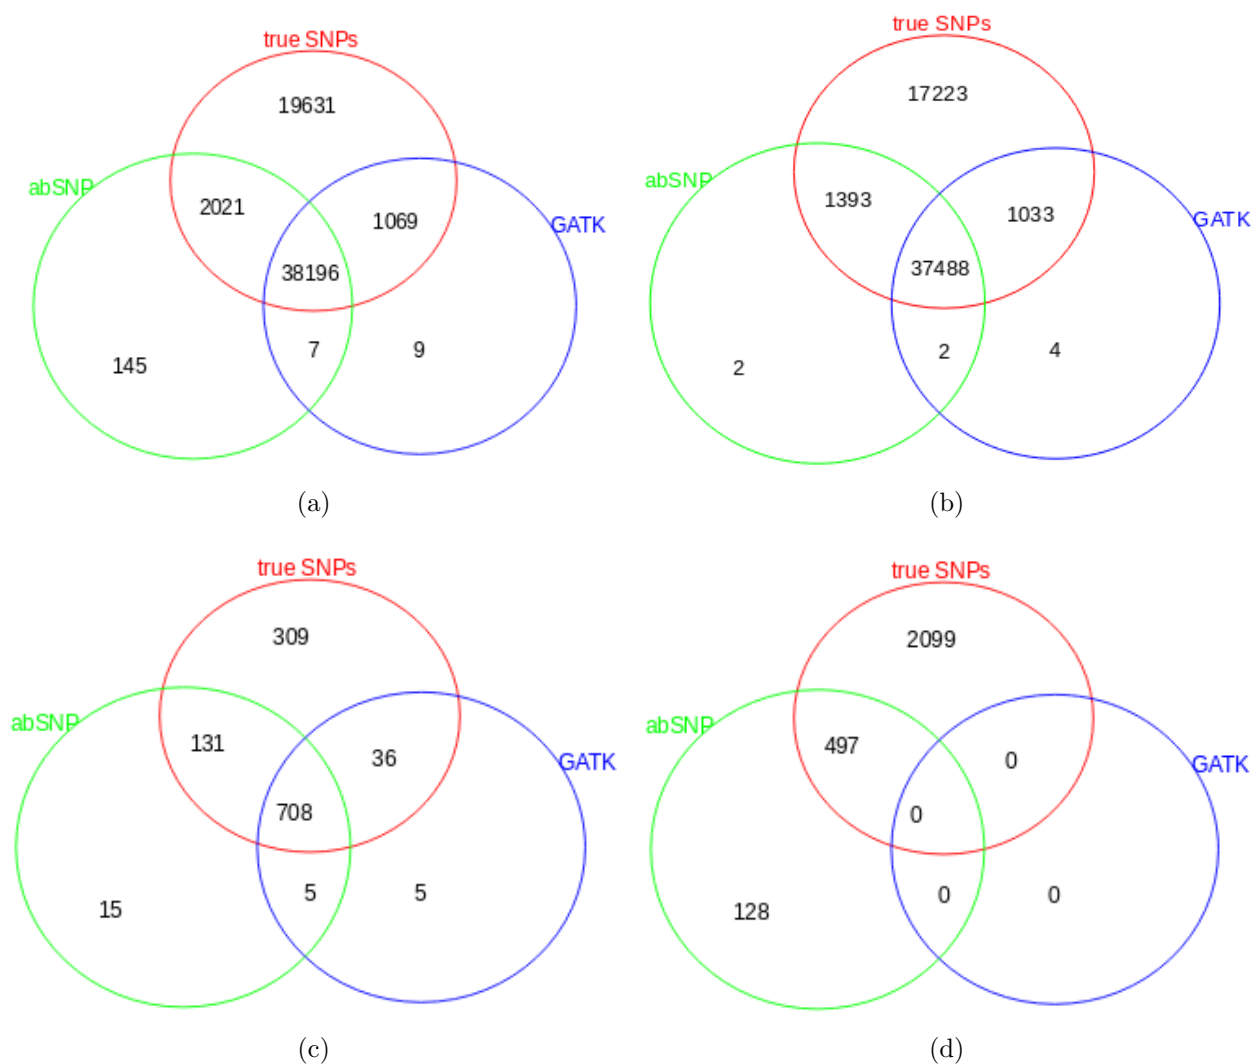 true SNPs
19631
abSNP
2021
1069
GATK
38196
7
9
145
(a)
true SNPs
17223
abSNP
1393
1033
GATK
37488
2
4
2
(b)
true SNPs
309
abSNP
131
36
GATK
708
5
5
15
(c)
true SNPs
2099
abSNP
497
0
GATK
0
0
0
128
(d)